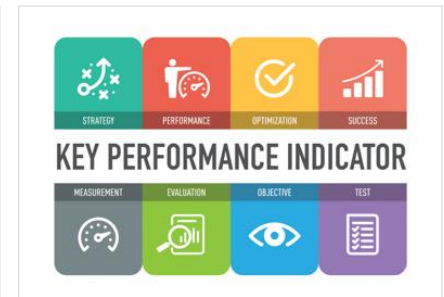 STRATEGY PERFORMANCE OPTIMIZATION SUCCESS
KEY PERFORMANCE INDICATOR
MEASUREMENT EVALUATION OBJECTIVE TEST